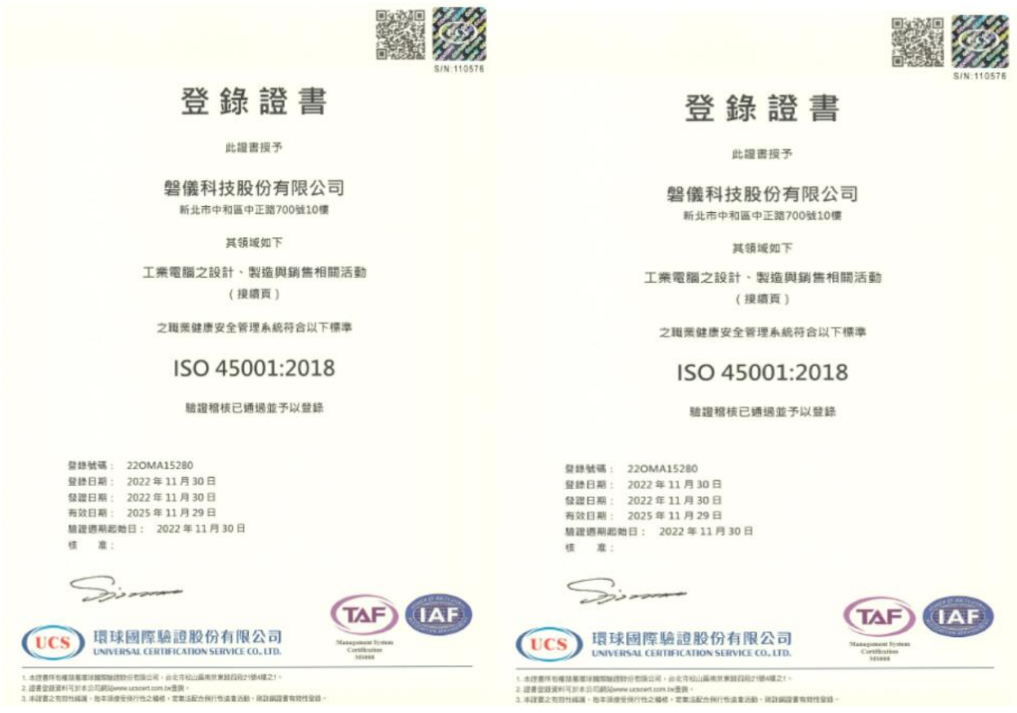 S/N:110576
登錄證書
此證書授予
磐儀科技股份有限公司
新北市中和區中正路700號10樓
其領域如下
工業電腦之設計、製造與銷售相關活動
（接續頁）
之職業健康安全管理系統符合以下標準
ISO 45001:2018
驗證稽核已通過並予以登錄
登錄號碼： 22OMA15280
登錄日期： 2022 年 11 月 30 日
發證日期： 2022 年 11 月 30 日
有效日期： 2025 年 11 月 29 日
驗證週期起始日： 2022 年 11 月 30 日
核 准：
UCS
環球國際驗證股份有限公司
UNIVERSAL CERTIFICATION SERVICE CO., LTD.
TAF
Management System
Certification
IAF
S/N:110576
登錄證書
此證書授予
磐儀科技股份有限公司
新北市中和區中正路700號10樓
其領域如下
工業電腦之設計、製造與銷售相關活動
（接續頁）
之職業健康安全管理系統符合以下標準
ISO 45001:2018
驗證稽核已通過並予以登錄
登錄號碼： 22OMA15280
登錄日期： 2022 年 11 月 30 日
發證日期： 2022 年 11 月 30 日
有效日期： 2025 年 11 月 29 日
驗證週期起始日： 2022 年 11 月 30 日
核 准：
UCS
環球國際驗證股份有限公司
UNIVERSAL CERTIFICATION SERVICE CO., LTD.
TAF
Management System
Certification
IAF